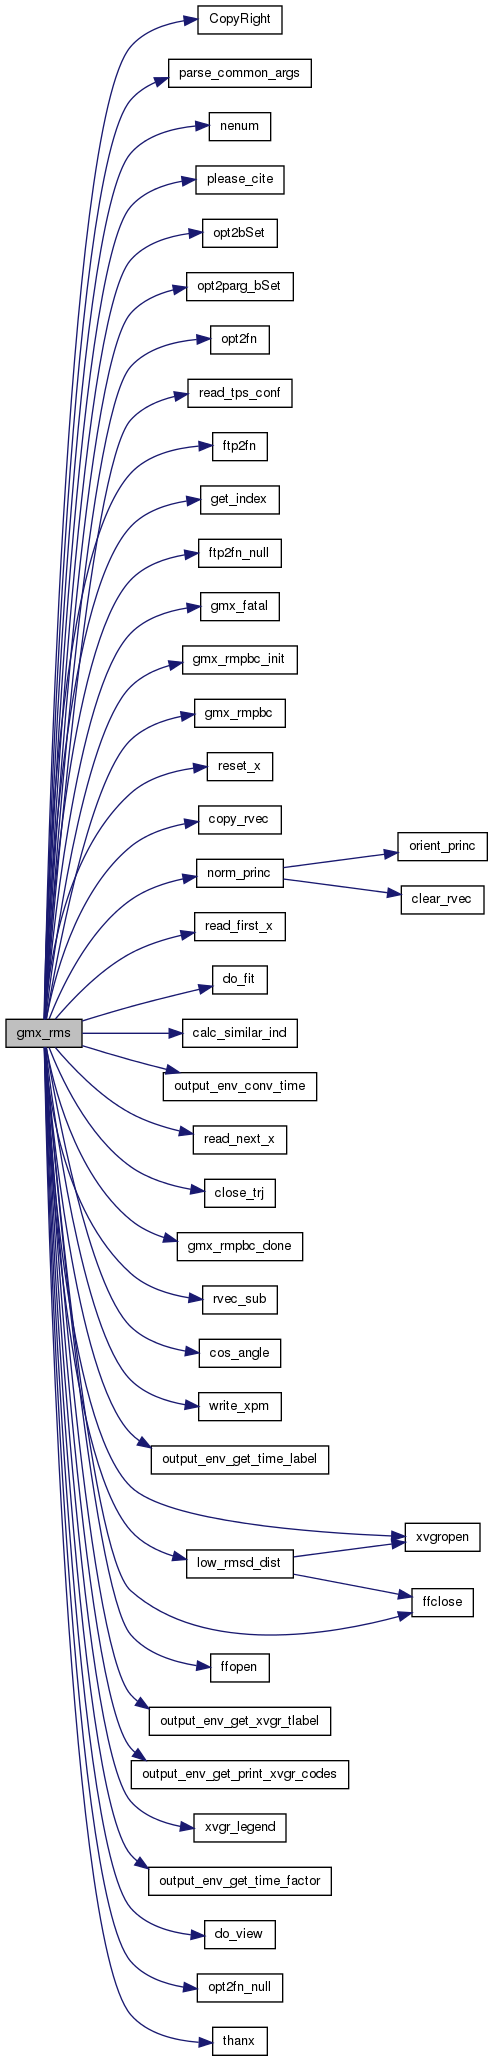 CopyRight
parse_common_args
nenum
please_cite
opt2bSet
opt2parg_bSet
opt2fn
read_tps_conf
ftp2fn
get_index
ftp2fn_null
gmx_fatal
gmx_rmpbc_init
gmx_rmpbc
reset_x
copy_rvec
orient_princ
norm_princ
clear_rvec
read_first_x
do_fit
gmx_rms
calc_similar_ind
output_env_conv_time
read_next_x
close_trj
gmx_rmpbc_done
rvec_sub
cos_angle
write_xpm
output_env_get_time_label
xvgropen
low_rmsd_dist
ffclose
ffopen
output_env_get_xvgr_tlabel
output_env_get_print_xvgr_codes
xvgr_legend
output_env_get_time_factor
do_view
opt2fn_null
thanx